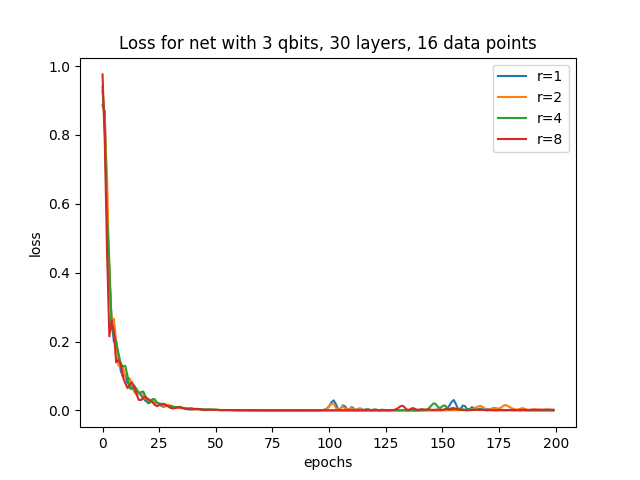 Loss for net with 3 qbits, 30 layers, 16 data points
1.0
0.8
0.6
0.4
0.2
0.0
loss
r=1
r=2
r=4
r=8
0 25 50 75 100 125 150 175 200
epochs